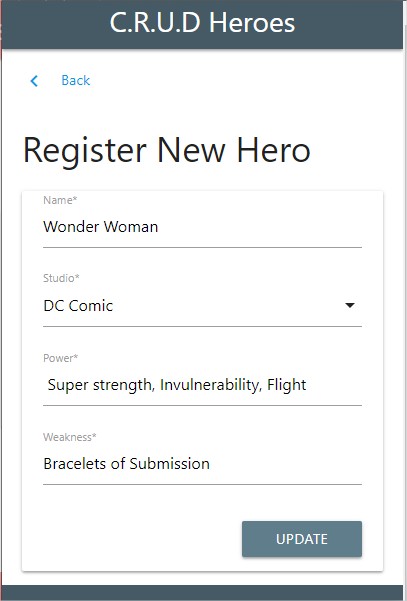 C.R.U.D Heroes
Back
Register New Hero
Name*
Wonder Woman
Studio*
DC Comic
Power*
Super strength, Invulnerability, Flight
Weakness*
Bracelets of Submission
UPDATE